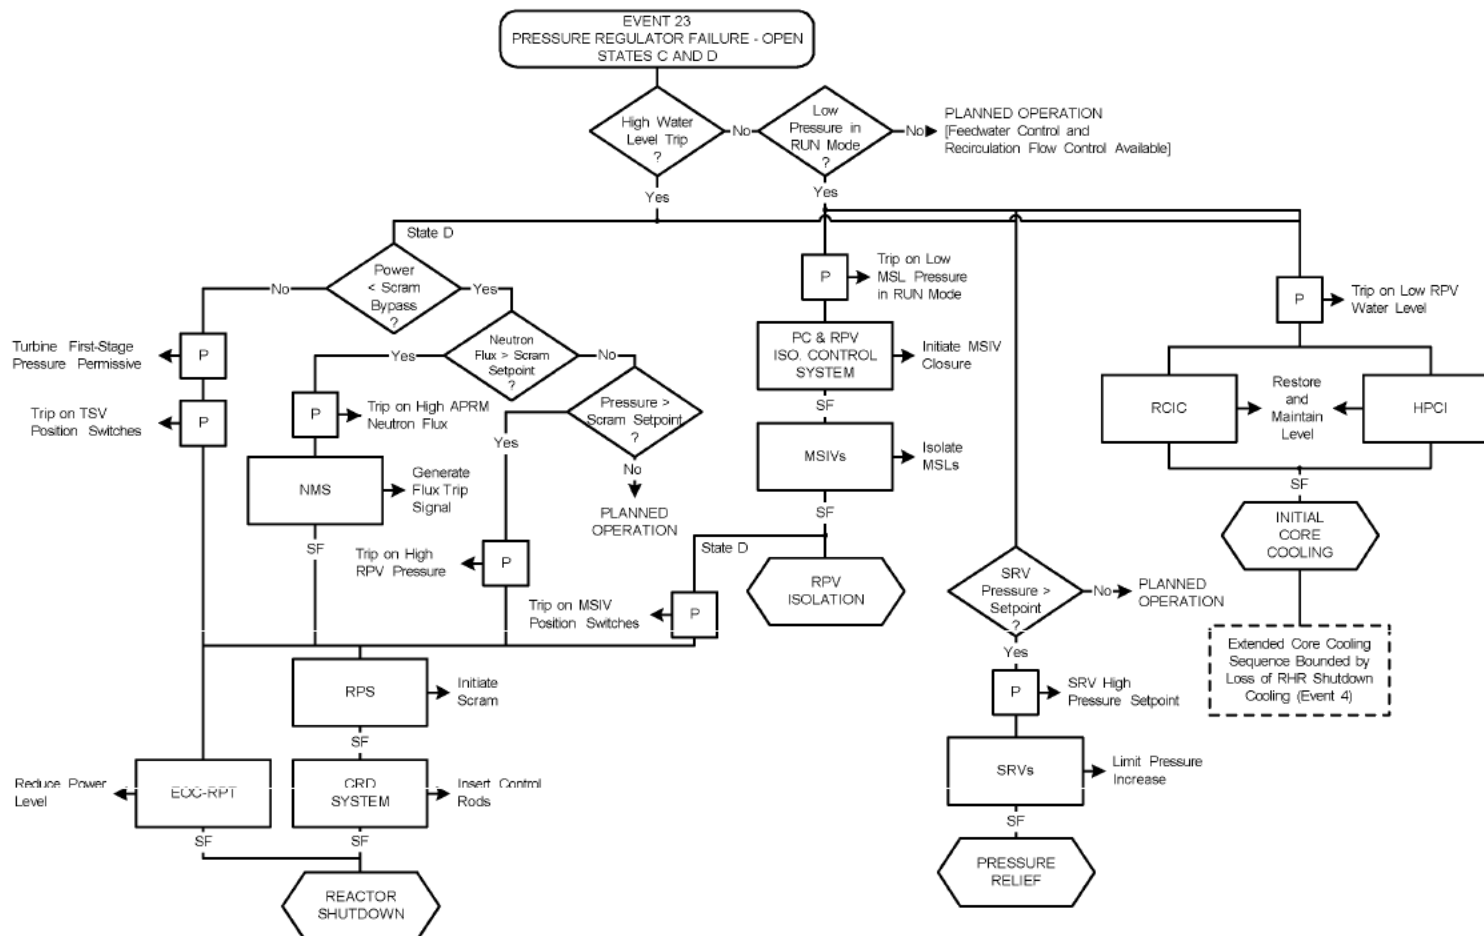 EVENT 23
PRESSURE REGULATOR FAILURE - OPEN
STATES C AND D
High Water
Level Trip
?
No
Low
Pressure in
RUN Mode
?
No
PLANNED OPERATION
[Feedwater Control and
Recirculation Flow Control Available]
Yes
Yes
State D
Power
< Scram
Bypass
?
No
Yes
Turbine First-Stage
Pressure Permissive
P
Trip on TSV
Position Switches
P
Neutron
Flux > Scram
Setpoint
?
Yes
No
P
Trip on High APRM
Neutron Flux
NMS
Generate
Flux Trip
Signal
SF
Pressure >
Scram Setpoint
?
Yes
No
PLANNED
OPERATION
Trip on High
RPV Pressure
P
P
Trip on Low
MSL Pressure
in RUN Mode
PC & RPV
ISO. CONTROL
SYSTEM
Initiate MSIV
Closure
SF
MSIVs
Isolate
MSLs
SF
State D
RPV
ISOLATION
Trip on MSIV
Position Switches
P
P
Trip on Low RPV
Water Level
RCIC
Restore
and
Maintain
Level
HPCI
SF
INITIAL
CORE
COOLING
Extended Core Cooling
Sequence Bounded by
Loss of RHR Shutdown
Cooling (Event 4)
SRV
Pressure >
Setpoint
?
No
PLANNED
OPERATION
Yes
P
SRV High
Pressure Setpoint
SRVs
Limit Pressure
Increase
SF
PRESSURE
RELIEF
RPS
Initiate
Scram
SF
Reduce Power
Level
EOC-RPT
CRD
SYSTEM
Insert Control
Rods
SF
SF
REACTOR
SHUTDOWN